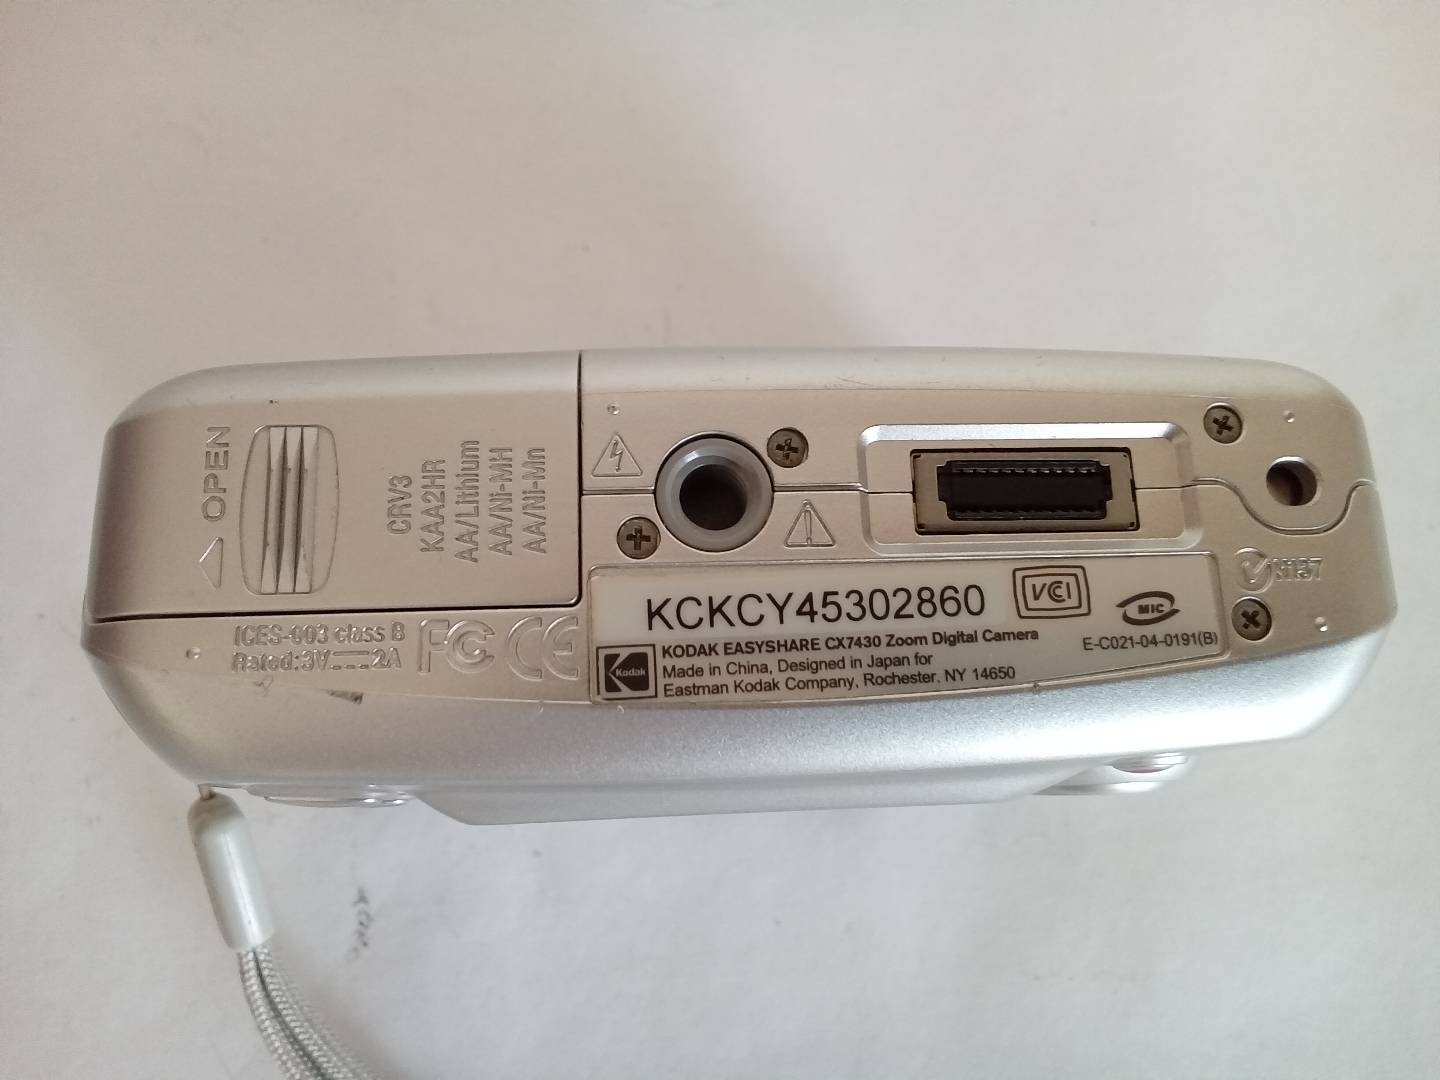 OPEN
CRV3
KAA2HR
AA/Lithium
AA/Ni-MH
AA/Ni-Mn
ICES-003 class B
Rated:3V⎓2A
FC CE
KCKCY45302860
VCCI
MIC
E-C021-04-0191(B)
Kodak
KODAK EASYSHARE CX7430 Zoom Digital Camera
Made in China, Designed in Japan for
Eastman Kodak Company, Rochester, NY 14650
N137